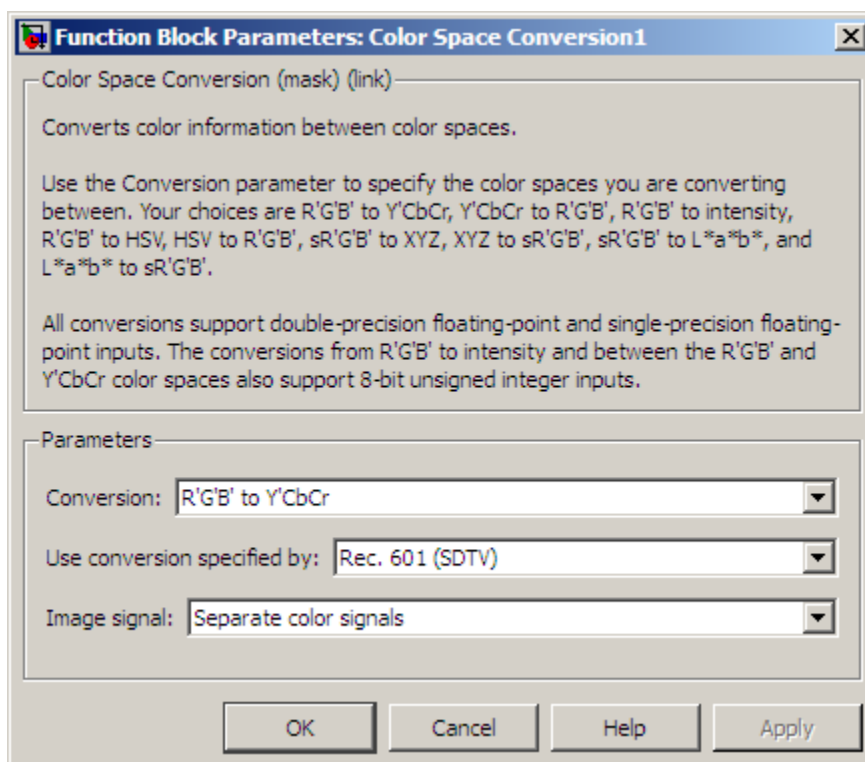 Function Block Parameters: Color Space Conversion1
Color Space Conversion (mask) (link)
Converts color information between color spaces.
Use the Conversion parameter to specify the color spaces you are converting
between. Your choices are R'G'B' to Y'CbCr, Y'CbCr to R'G'B', R'G'B' to intensity,
R'G'B' to HSV, HSV to R'G'B', sR'G'B' to XYZ, XYZ to sR'G'B', sR'G'B' to L*a*b*, and
L*a*b* to sR'G'B'.
All conversions support double-precision floating-point and single-precision floating-
point inputs. The conversions from R'G'B' to intensity and between the R'G'B' and
Y'CbCr color spaces also support 8-bit unsigned integer inputs.
Parameters
Conversion: R'G'B' to Y'CbCr
Use conversion specified by: Rec. 601 (SDTV)
Image signal: Separate color signals
OK Cancel Help Apply